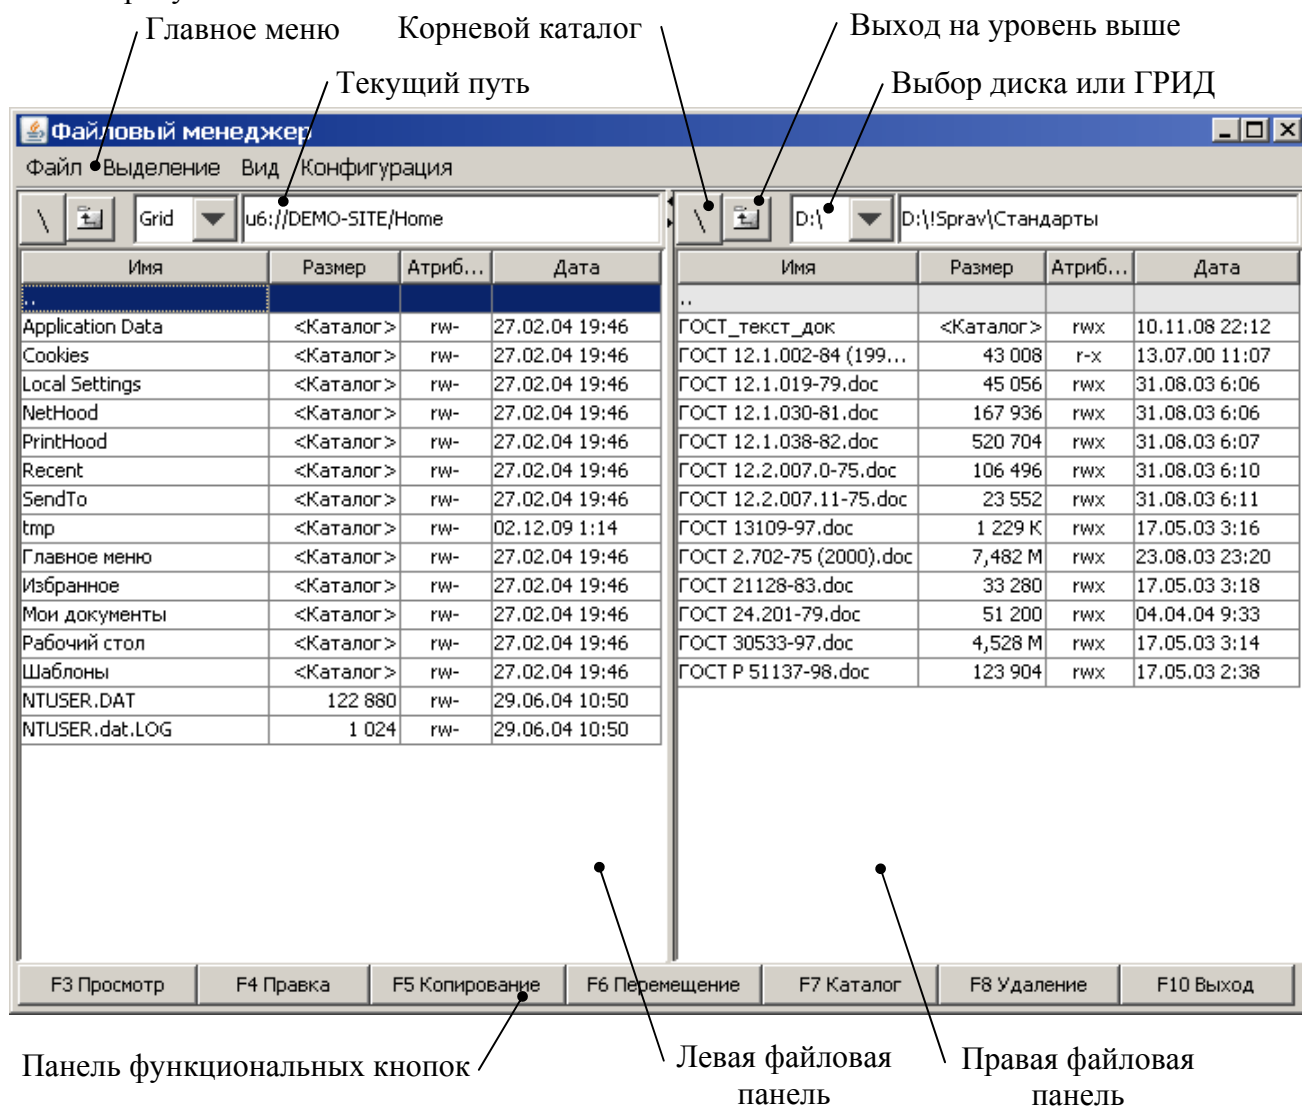 Главное меню Корневой каталог Выход на уровень выше
Текущий путь Выбор диска или ГРИД
Файловый менеджер
Файл Выделение Вид Конфигурация
\ Grid u6://DEMO-SITE/Home \ D:\ D:\!Sprav\Стандарты
Имя Размер Атриб... Дата Имя Размер Атриб... Дата
.. ..
Application Data <Каталог> rw- 27.02.04 19:46 ГОСТ_текст_док <Каталог> rwx 10.11.08 22:12
Cookies <Каталог> rw- 27.02.04 19:46 ГОСТ 12.1.002-84 (199... 43 008 r-x 13.07.00 11:07
Local Settings <Каталог> rw- 27.02.04 19:46 ГОСТ 12.1.019-79.doc 45 056 rwx 31.08.03 6:06
NetHood <Каталог> rw- 27.02.04 19:46 ГОСТ 12.1.030-81.doc 167 936 rwx 31.08.03 6:06
PrintHood <Каталог> rw- 27.02.04 19:46 ГОСТ 12.1.038-82.doc 520 704 rwx 31.08.03 6:07
Recent <Каталог> rw- 27.02.04 19:46 ГОСТ 12.2.007.0-75.doc 106 496 rwx 31.08.03 6:10
SendTo <Каталог> rw- 27.02.04 19:46 ГОСТ 12.2.007.11-75.doc 23 552 rwx 31.08.03 6:11
tmp <Каталог> rw- 02.12.09 1:14 ГОСТ 13109-97.doc 1 229 K rwx 17.05.03 3:16
Главное меню <Каталог> rw- 27.02.04 19:46 ГОСТ 2.702-75 (2000).doc 7,482 M rwx 23.08.03 23:20
Избранное <Каталог> rw- 27.02.04 19:46 ГОСТ 21128-83.doc 33 280 rwx 17.05.03 3:18
Мои документы <Каталог> rw- 27.02.04 19:46 ГОСТ 24.201-79.doc 51 200 rwx 04.04.04 9:33
Рабочий стол <Каталог> rw- 27.02.04 19:46 ГОСТ 30533-97.doc 4,528 M rwx 17.05.03 3:14
Шаблоны <Каталог> rw- 27.02.04 19:46 ГОСТ Р 51137-98.doc 123 904 rwx 17.05.03 2:38
NTUSER.DAT 122 880 rw- 29.06.04 10:50
NTUSER.dat.LOG 1 024 rw- 29.06.04 10:50
F3 Просмотр F4 Правка F5 Копирование F6 Перемещение F7 Каталог F8 Удаление F10 Выход
Панель функциональных кнопок Левая файловая Правая файловая
панель панель